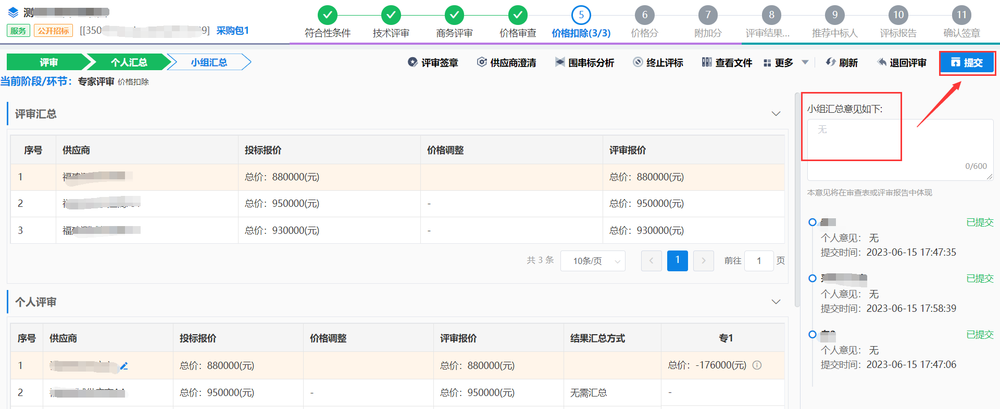 测
服务 公开招标 [[350 9] 采购包1
符合性条件 技术评审 商务评审 价格审查 5 价格扣除(3/3) 6 价格分 7 附加分 8 评审结果... 9 推荐中标人 10 评标报告 11 确认签章
评审 个人汇总 小组汇总
评审签章 供应商澄清 围串标分析 终止评标 查看文件 更多 刷新 退回评审 提交
当前阶段/环节: 专家评审 价格扣除
评审汇总
序号 供应商 投标报价 价格调整 评审报价
1 福建 总价：880000(元) 总价：880000(元)
2 总价：950000(元) - 总价：950000(元)
3 福 总价：930000(元) - 总价：930000(元)
共 3 条 10条/页 1 前往 1 页
个人评审
序号 供应商 投标报价 价格调整 评审报价 结果汇总方式 专1
1 总价：880000(元) 总价：880000(元) 总价：-176000(元)
2 总价：950000(元) - 总价：950000(元) 无需汇总 -
小组汇总意见如下:
无
0/600
本意见将在审查表或评审报告中体现
已提交
个人意见： 无
提交时间：2023-06-15 17:47:35
已提交
个人意见： 无
提交时间：2023-06-15 17:58:39
已提交
个人意见： 无
提交时间：2023-06-15 17:47:06